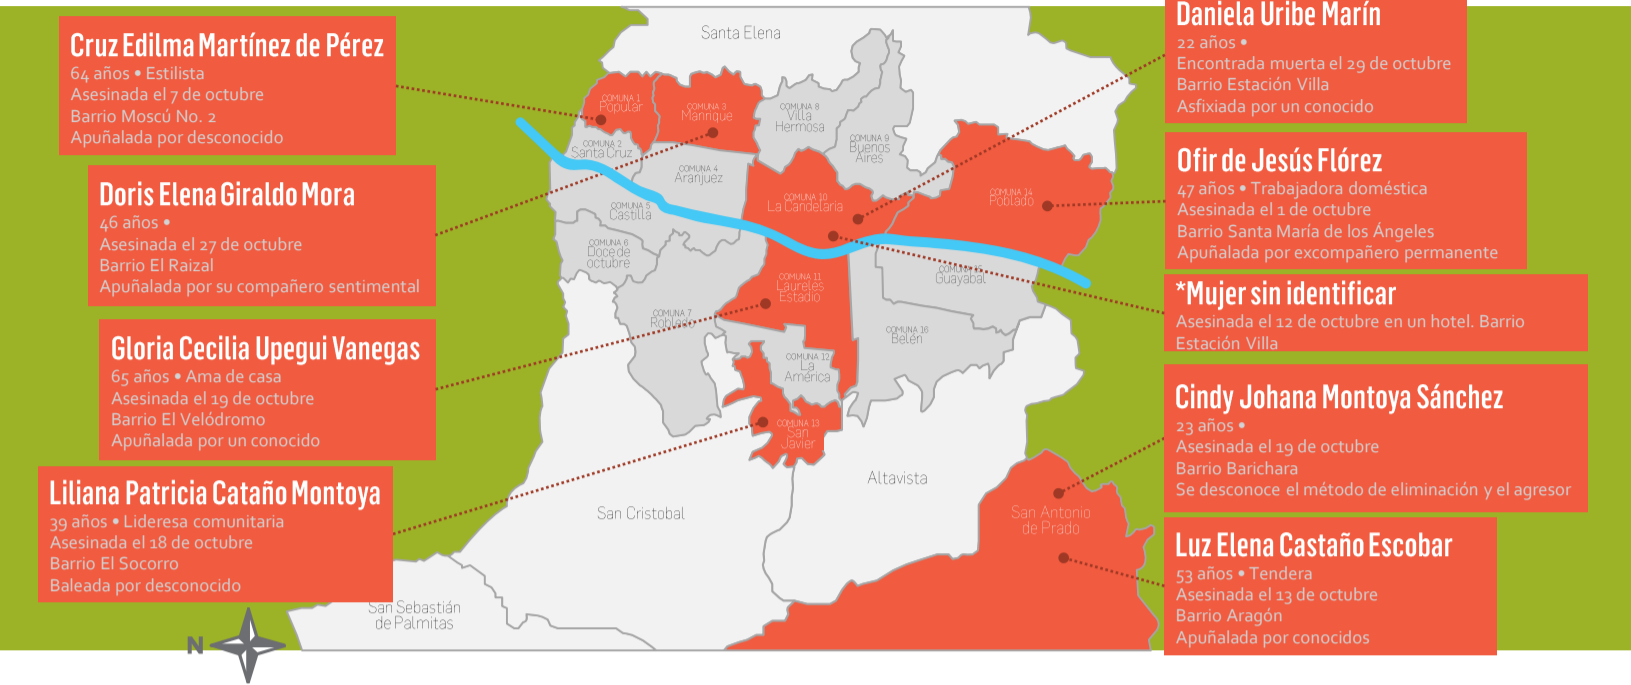 Cruz Edilma Martínez de Pérez
64 años • Estilista
Asesinada el 7 de octubre
Barrio Moscú No. 2
Apuñalada por desconocido
Doris Elena Giraldo Mora
46 años •
Asesinada el 27 de octubre
Barrio El Raizal
Apuñalada por su compañero sentimental
Gloria Cecilia Upegui Vanegas
65 años • Ama de casa
Asesinada el 19 de octubre
Barrio El Velódromo
Apuñalada por un conocido
Liliana Patricia Cataño Montoya
39 años • Lideresa comunitaria
Asesinada el 18 de octubre
Barrio El Socorro
Baleada por desconocido
N
Santa Elena
COMUNA 1
Popular
COMUNA 3
Manrique
COMUNA 8
Villa
Hermosa
COMUNA 9
Buenos
Aires
COMUNA 2
Santa Cruz
COMUNA 4
Aranjuez
COMUNA 5
Castilla
COMUNA 10
La Candelaria
COMUNA 14
Poblado
COMUNA 6
Doce de
octubre
COMUNA 11
Laureles
Estadio
COMUNA 15
Guayabal
COMUNA 7
Robledo
COMUNA 16
Belén
COMUNA 12
La
América
COMUNA 13
San
Javier
Altavista
San Cristobal
San Antonio
de Prado
San Sebastián
de Palmitas
Daniela Uribe Marín
22 años •
Encontrada muerta el 29 de octubre
Barrio Estación Villa
Asfixiada por un conocido
Ofir de Jesús Flórez
47 años • Trabajadora doméstica
Asesinada el 1 de octubre
Barrio Santa María de los Ángeles
Apuñalada por excompañero permanente
*Mujer sin identificar
Asesinada el 12 de octubre en un hotel. Barrio
Estación Villa
Cindy Johana Montoya Sánchez
23 años •
Asesinada el 19 de octubre
Barrio Barichara
Se desconoce el método de eliminación y el agresor
Luz Elena Castaño Escobar
53 años • Tendera
Asesinada el 13 de octubre
Barrio Aragón
Apuñalada por conocidos